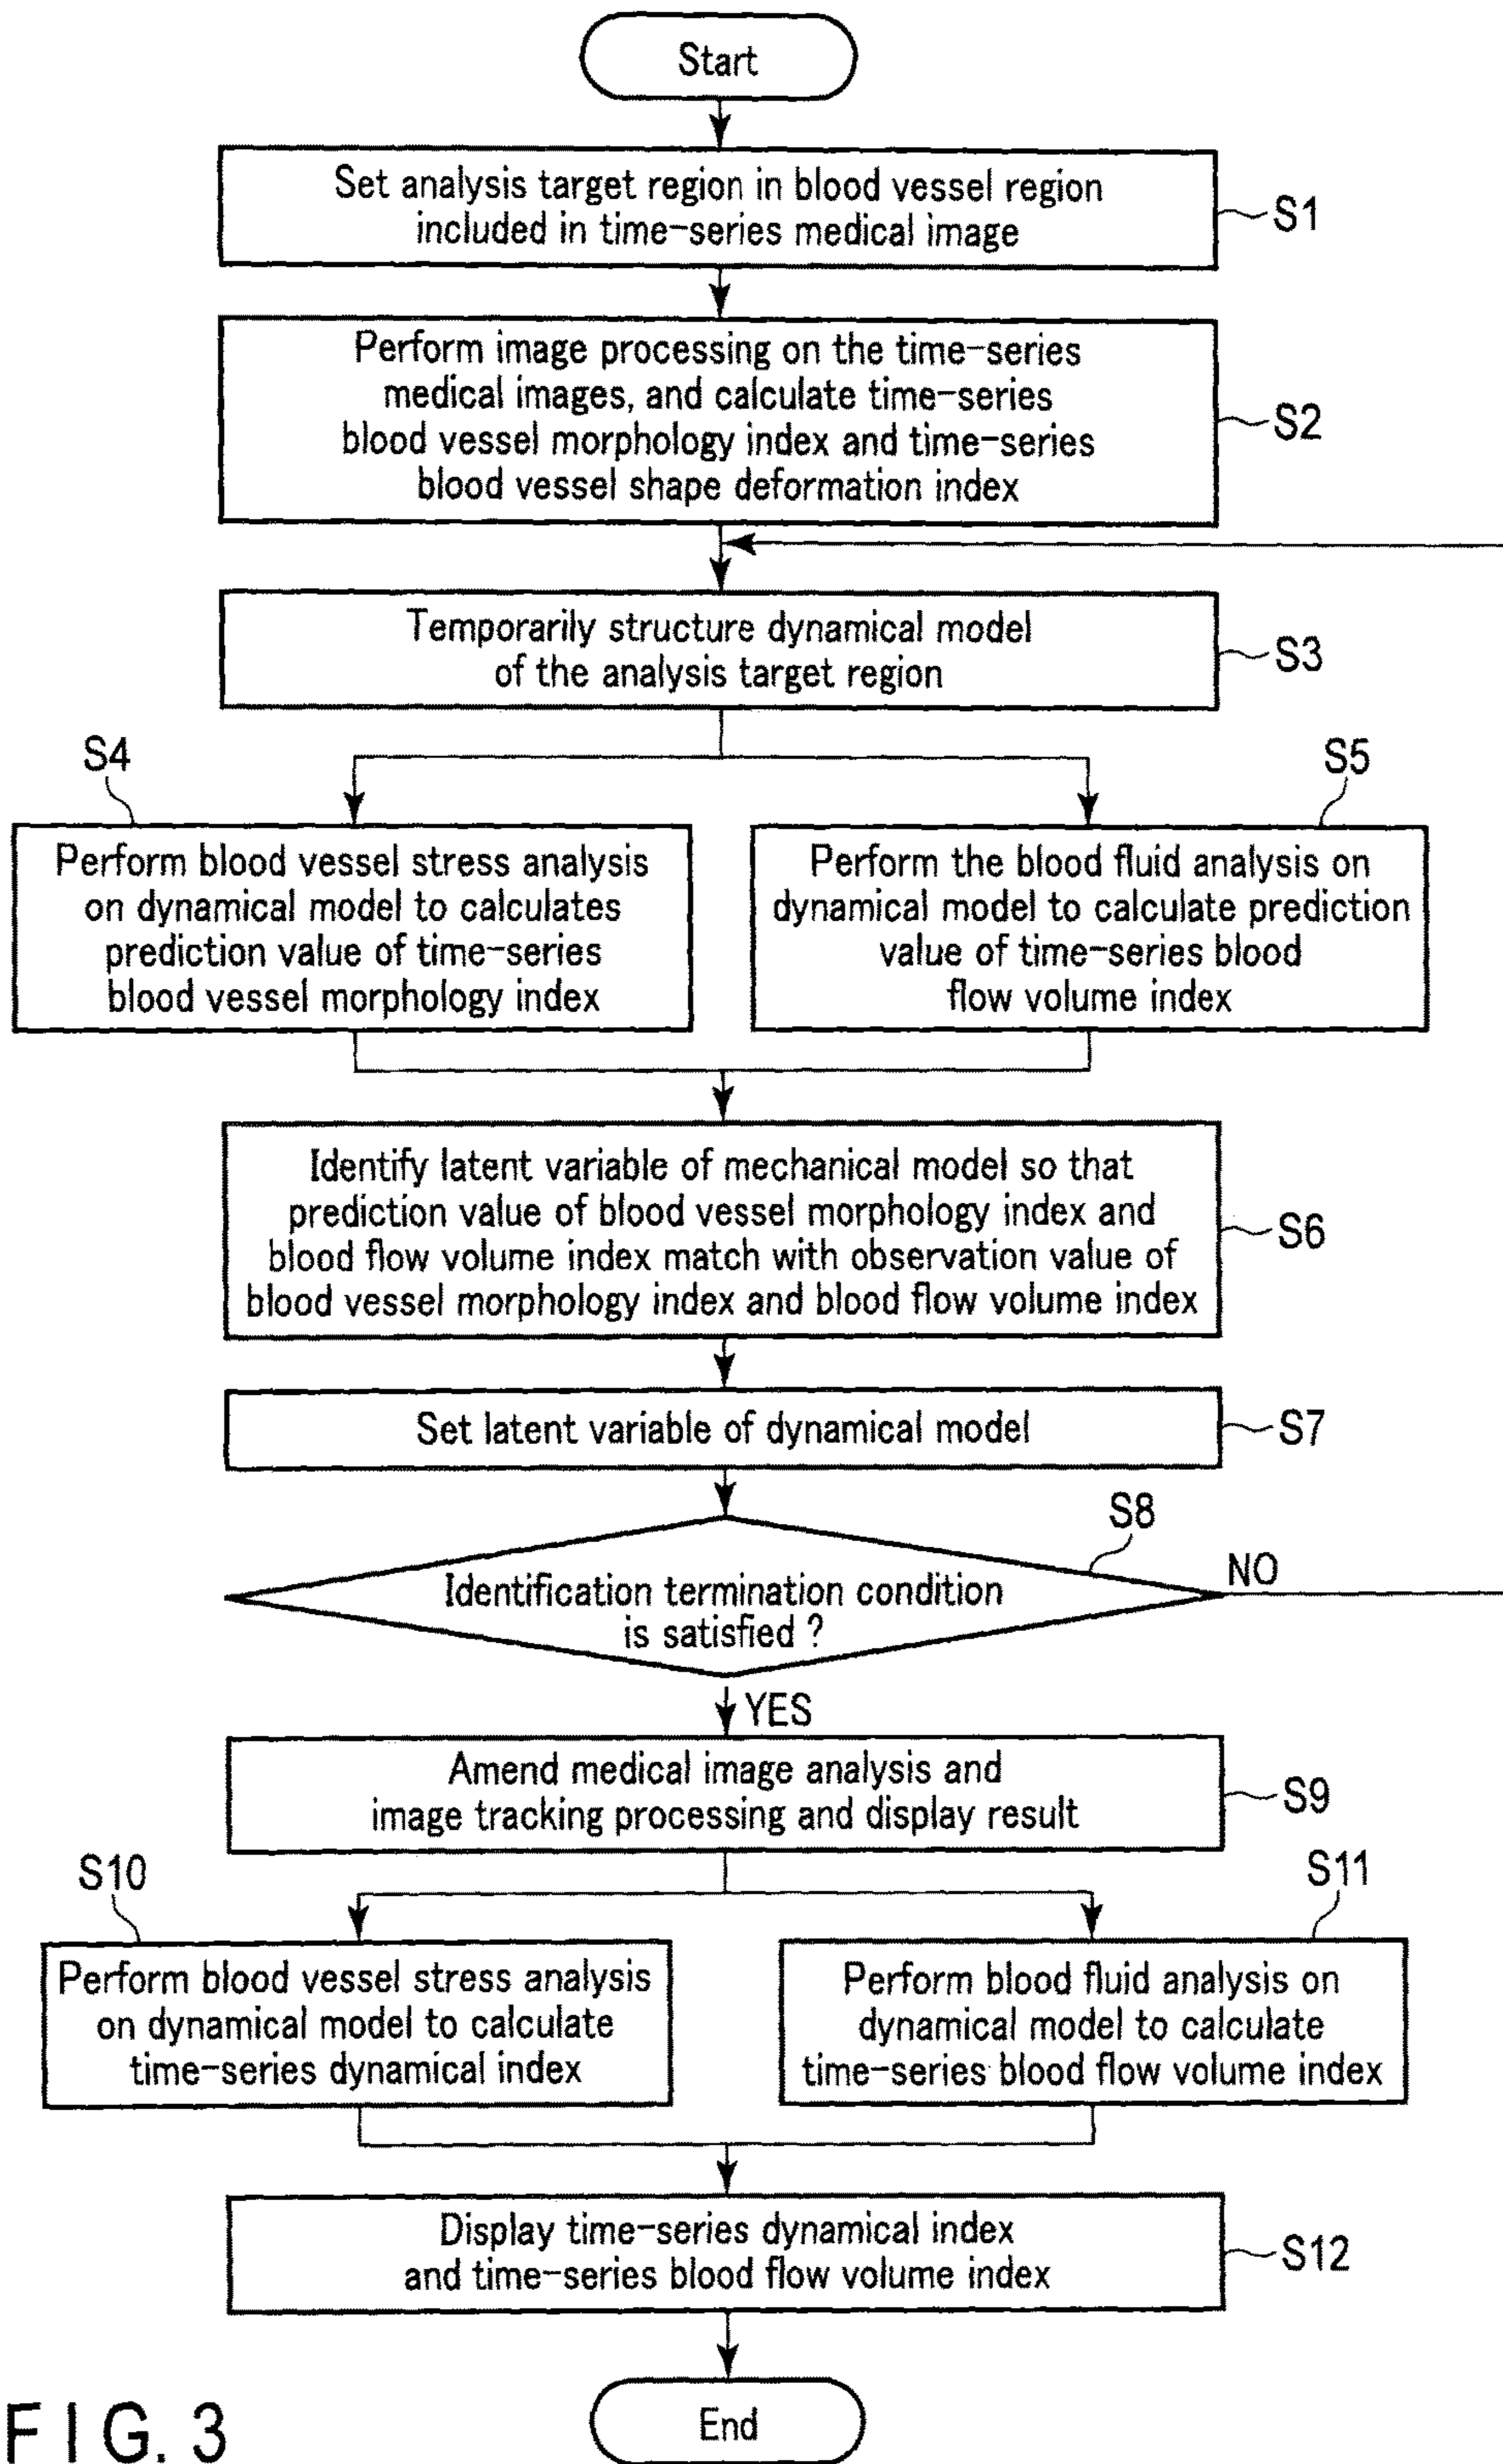 Start
Set analysis target region in blood vessel region
included in time-series medical image
S1
Perform image processing on the time-series
medical images, and calculate time-series
blood vessel morphology index and time-series
blood vessel shape deformation index
S2
Temporarily structure dynamical model
of the analysis target region
S3
S4
Perform blood vessel stress analysis
on dynamical model to calculates
prediction value of time-series
blood vessel morphology index
S5
Perform the blood fluid analysis on
dynamical model to calculate prediction
value of time-series blood
flow volume index
Identify latent variable of mechanical model so that
prediction value of blood vessel morphology index and
blood flow volume index match with observation value of
blood vessel morphology index and blood flow volume index
S6
Set latent variable of dynamical model
S7
S8
Identification termination condition
is satisfied ?
NO
YES
Amend medical image analysis and
image tracking processing and display result
S9
S10
Perform blood vessel stress analysis
on dynamical model to calculate
time-series dynamical index
S11
Perform blood fluid analysis on
dynamical model to calculate
time-series blood flow volume index
Display time-series dynamical index
and time-series blood flow volume index
S12
End
FIG. 3